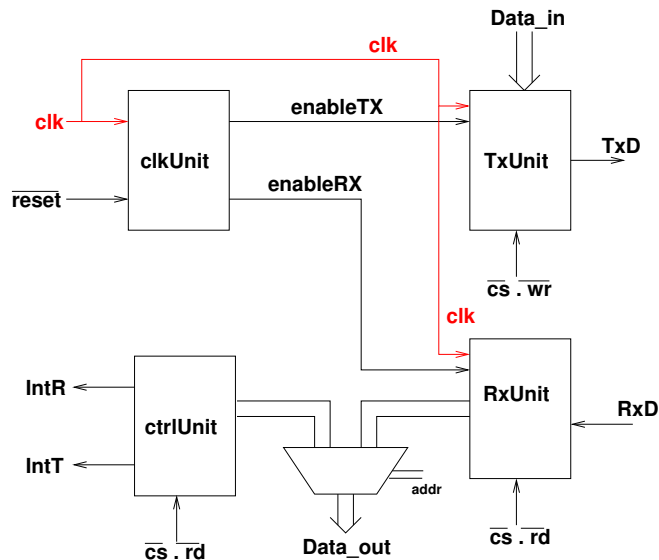 Data_in
clk
enableTX
clk
clkUnit
TxUnit
TxD
enableRX
reset
cs . wr
clk
IntR
RxUnit
RxD
ctrlUnit
IntT
addr
cs . rd
Data_out
cs . rd